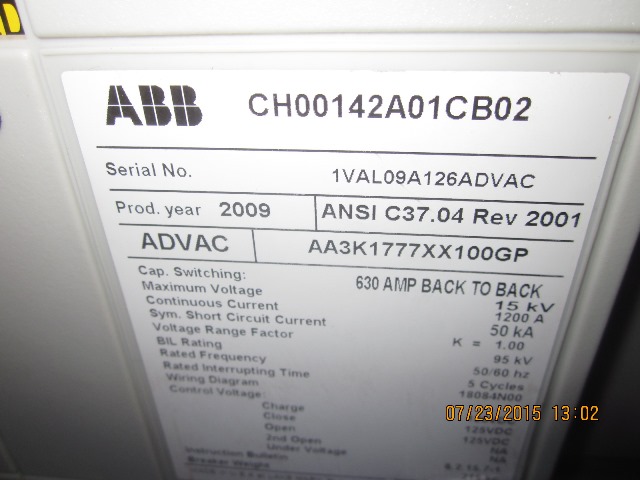 ABB CH00142A01CB02
Serial No. 1VAL09A126ADVAC
Prod. year 2009 ANSI C37.04 Rev 2001
ADVAC AA3K1777XX100GP
Cap. Switching: 630 AMP BACK TO BACK
Maximum Voltage 15 kV
Continuous Current 1200 A
Sym. Short Circuit Current 50 kA
Voltage Range Factor K = 1.00
BIL Rating 95 kV
Rated Frequency 50/60 hz
Rated Interrupting Time 5 Cycles
Wiring Diagram 18084N00
Control Voltage:
Charge
Close
Open 125VDC
2nd Open 125VDC
Under Voltage NA
Instruction Bulletin
Breaker Weight
07/23/2015 13:02